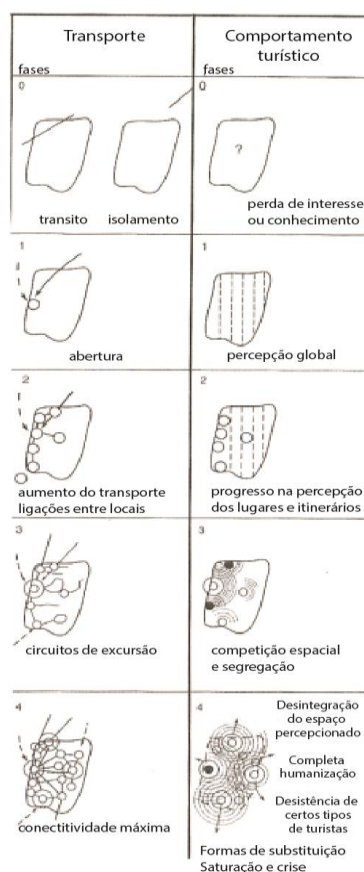 Transporte
Comportamento
turístico
fases
fases
0
0
?
transito
isolamento
perda de interesse
ou conhecimento
1
1
abertura
percepção global
2
2
aumento do transporte
ligações entre locais
progresso na percepção
dos lugares e itinerários
3
3
circuitos de excursão
competição espacial
e segregação
4
4
Desintegração
do espaço
percepcionado
Completa
humanização
Desistência de
certos tipos
de turistas
conectitividade máxima
Formas de substituição
Saturação e crise